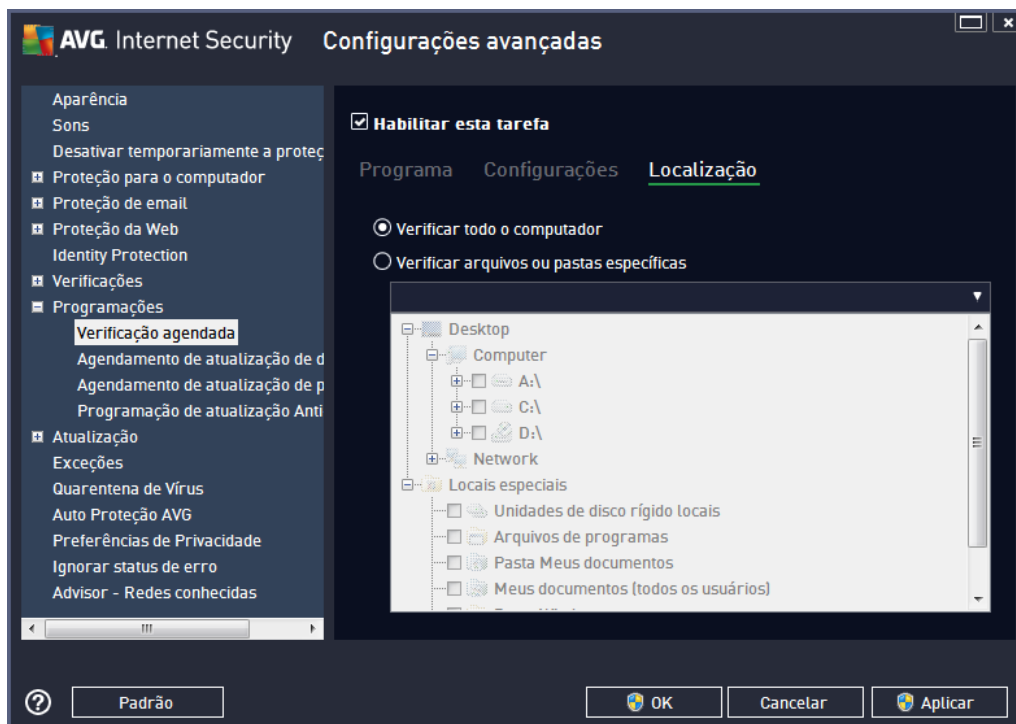 AVG. Internet Security Configurações avançadas
Aparência
Sons
Desativar temporariamente a proteç
Proteção para o computador
Proteção de email
Proteção da Web
Identity Protection
Verificações
Programações
Verificação agendada
Agendamento de atualização de d
Agendamento de atualização de p
Programação de atualização Anti
Atualização
Exceções
Quarentena de Vírus
Auto Proteção AVG
Preferências de Privacidade
Ignorar status de erro
Advisor - Redes conhecidas
Habilitar esta tarefa
Programa Configurações Localização
Verificar todo o computador
Verificar arquivos ou pastas específicas
Desktop
Computer
A:\
C:\
D:\
Network
Locais especiais
Unidades de disco rígido locais
Arquivos de programas
Pasta Meus documentos
Meus documentos (todos os usuários)
Padrão OK Cancelar Aplicar